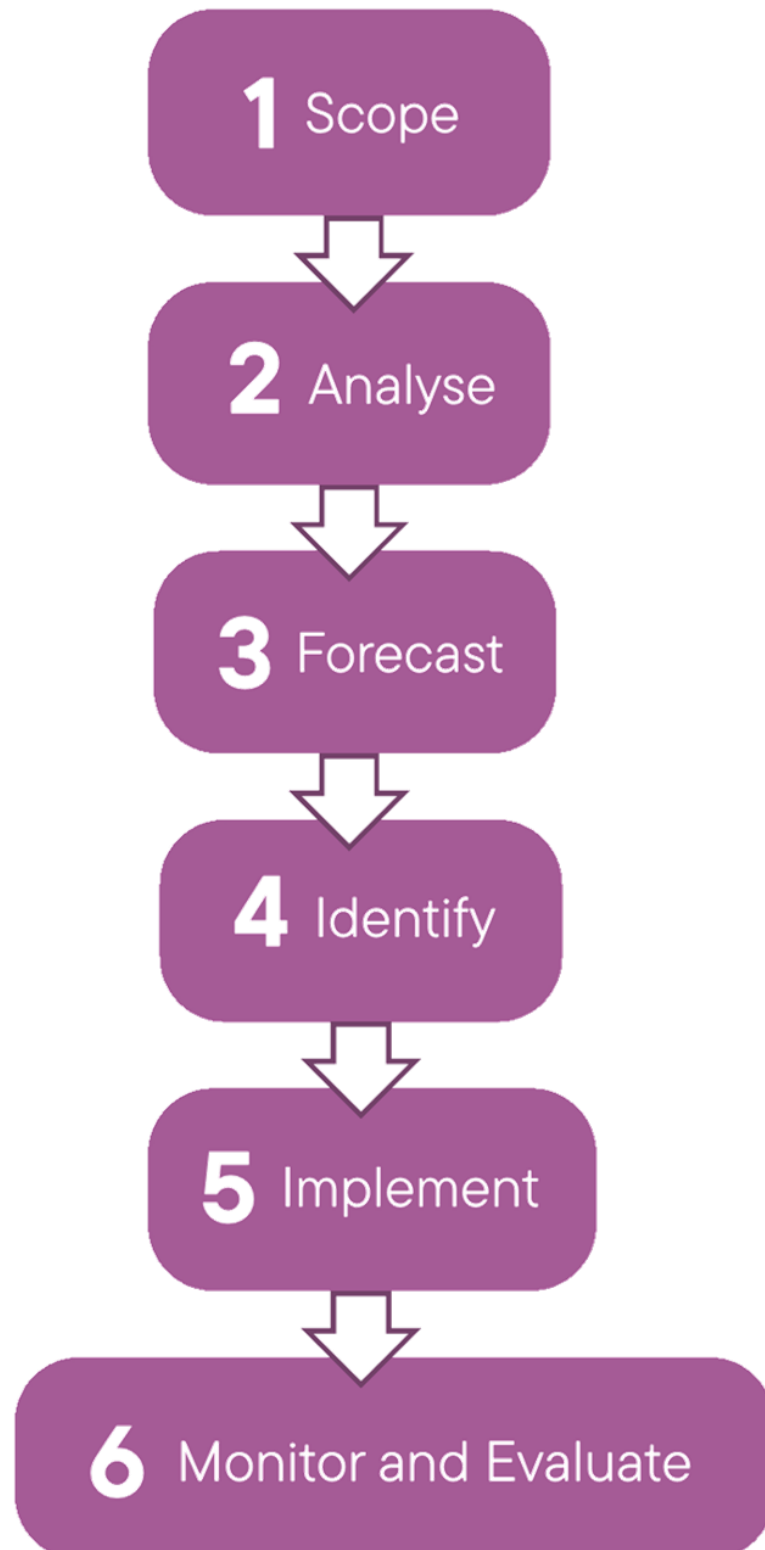 1 Scope
2 Analyse
3 Forecast
4 Identify
5 Implement
6 Monitor and Evaluate